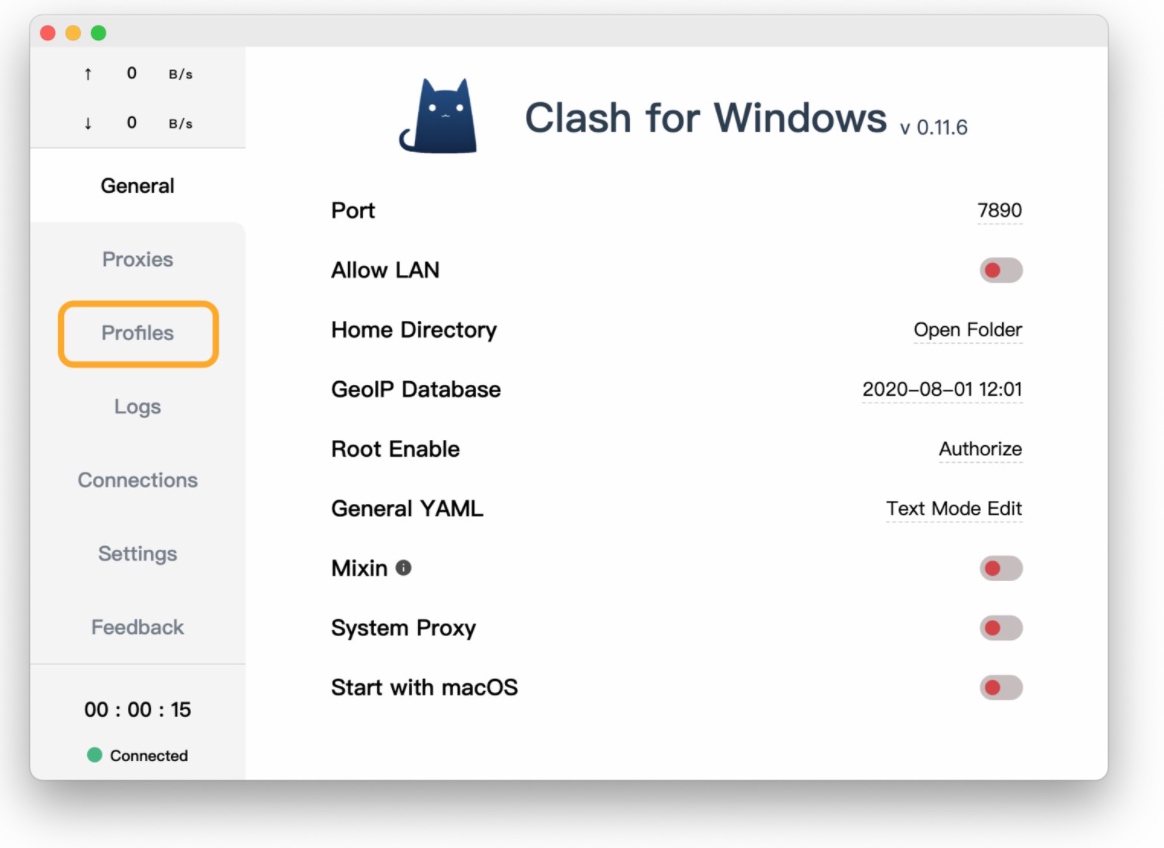 ↑ 0 B/s
↓ 0 B/s
General
Proxies
Profiles
Logs
Connections
Settings
Feedback
00 : 00 : 15
Connected
Clash for Windows v 0.11.6
Port 7890
Allow LAN
Home Directory Open Folder
GeoIP Database 2020-08-01 12:01
Root Enable Authorize
General YAML Text Mode Edit
Mixin
System Proxy
Start with macOS